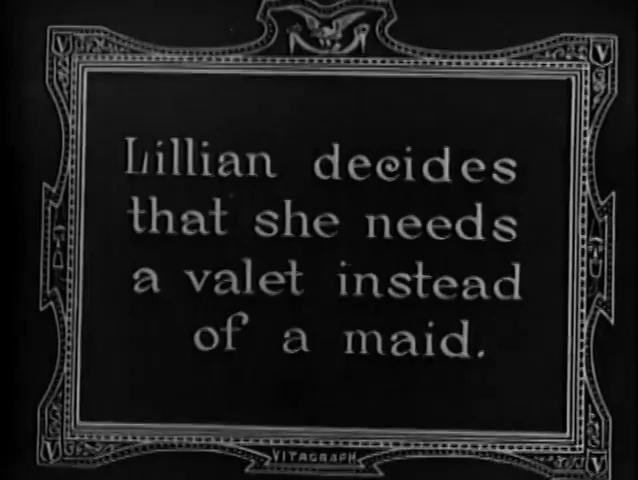 V V
Lillian decides
that she needs
a valet instead
of a maid.
V V
VITAGRAPH